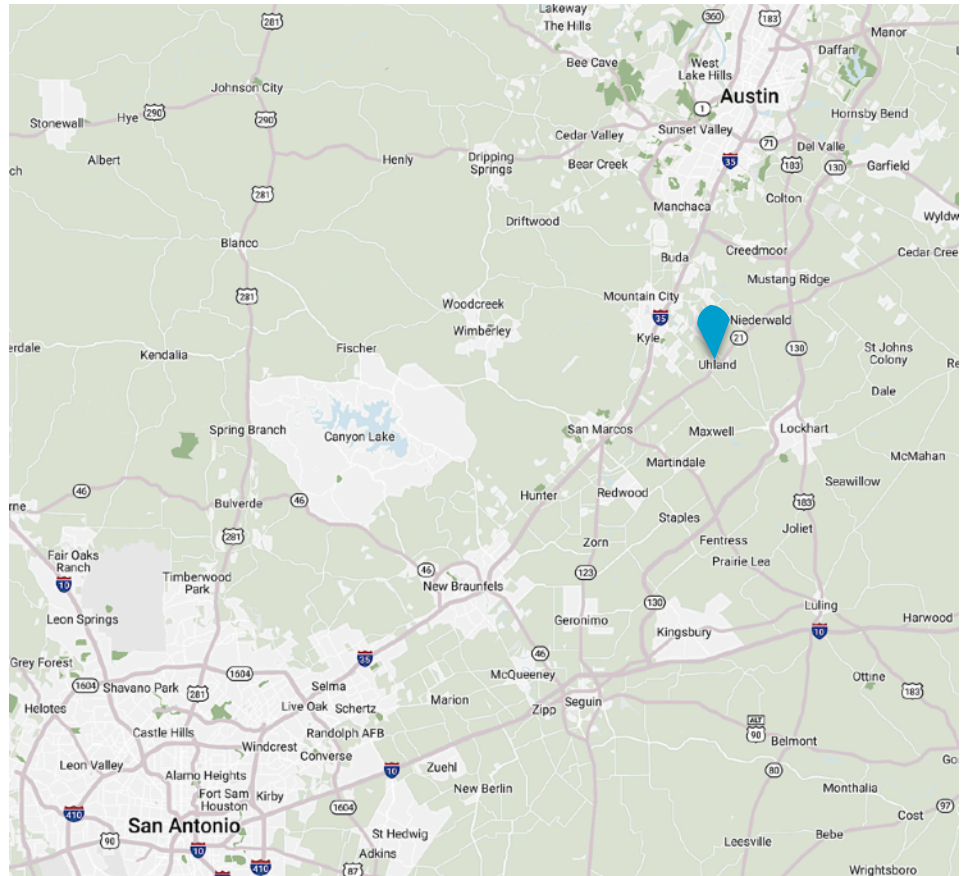 Lakeway
The Hills
281
360
183
Manor
Bee Cave
West
Lake Hills
Daffan
Johnson City
Austin
290
Hye
Stonewall
290
1
Hornsby Bend
Cedar Valley
Sunset Valley
71
Del Valle
Albert
Henly
Dripping
Springs
Bear Creek
35
183
130
Garfield
ch
281
Manchaca
Colton
Driftwood
Wyldw
Blanco
Buda
Creedmoor
Cedar Cree
Mustang Ridge
281
Woodcreek
Mountain City
Wimberley
35
Niederwald
Kyle
21
130
St Johns
Colony
erdale
Kendalia
Fischer
Uhland
Re
Dale
Spring Branch
Canyon Lake
San Marcos
Maxwell
Lockhart
McMahan
Martindale
46
46
Hunter
Redwood
Seawillow
rne
Bulverde
183
Staples
Joliet
281
Zorn
Fentress
Fair Oaks
Ranch
Prairie Lea
10
Timberwood
Park
46
New Braunfels
123
130
Luling
Leon Springs
Geronimo
Kingsbury
10
Harwood
35
46
Grey Forest
1604
McQueeney
Ottine
1604
Shavano Park
281
Selma
Marion
Seguin
183
Helotes
Live Oak
Schertz
Zipp
ALT
90
Castle Hills
Randolph AFB
Belmont
Windcrest
Converse
Leon Valley
Go
Alamo Heights
10
Zuehl
80
Fort Sam
Houston
Kirby
New Berlin
Monthalia
410
1604
97
San Antonio
Cost
90
St Hedwig
Bebe
10
Adkins
Leesville
410
87
Wrightsboro